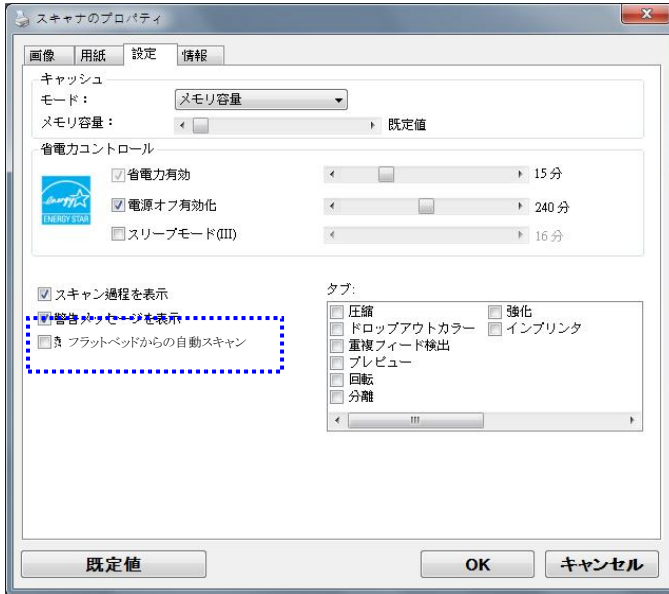 スキャナのプロパティ
画像 用紙 設定 情報
キャッシュ
モード: メモリ容量
メモリ容量: 既定値
省電力コントロール
省電力有効 15分
電源オフ有効化 240分
スリープモード(III) 16分
ENERGY STAR
スキャン過程を表示
警告メッセージを表示
フラットベッドからの自動スキャン
タブ:
圧縮 強化
ドロップアウトカラー インプリンタ
重複フィード検出
プレビュー
回転
分離
既定値 OK キャンセル